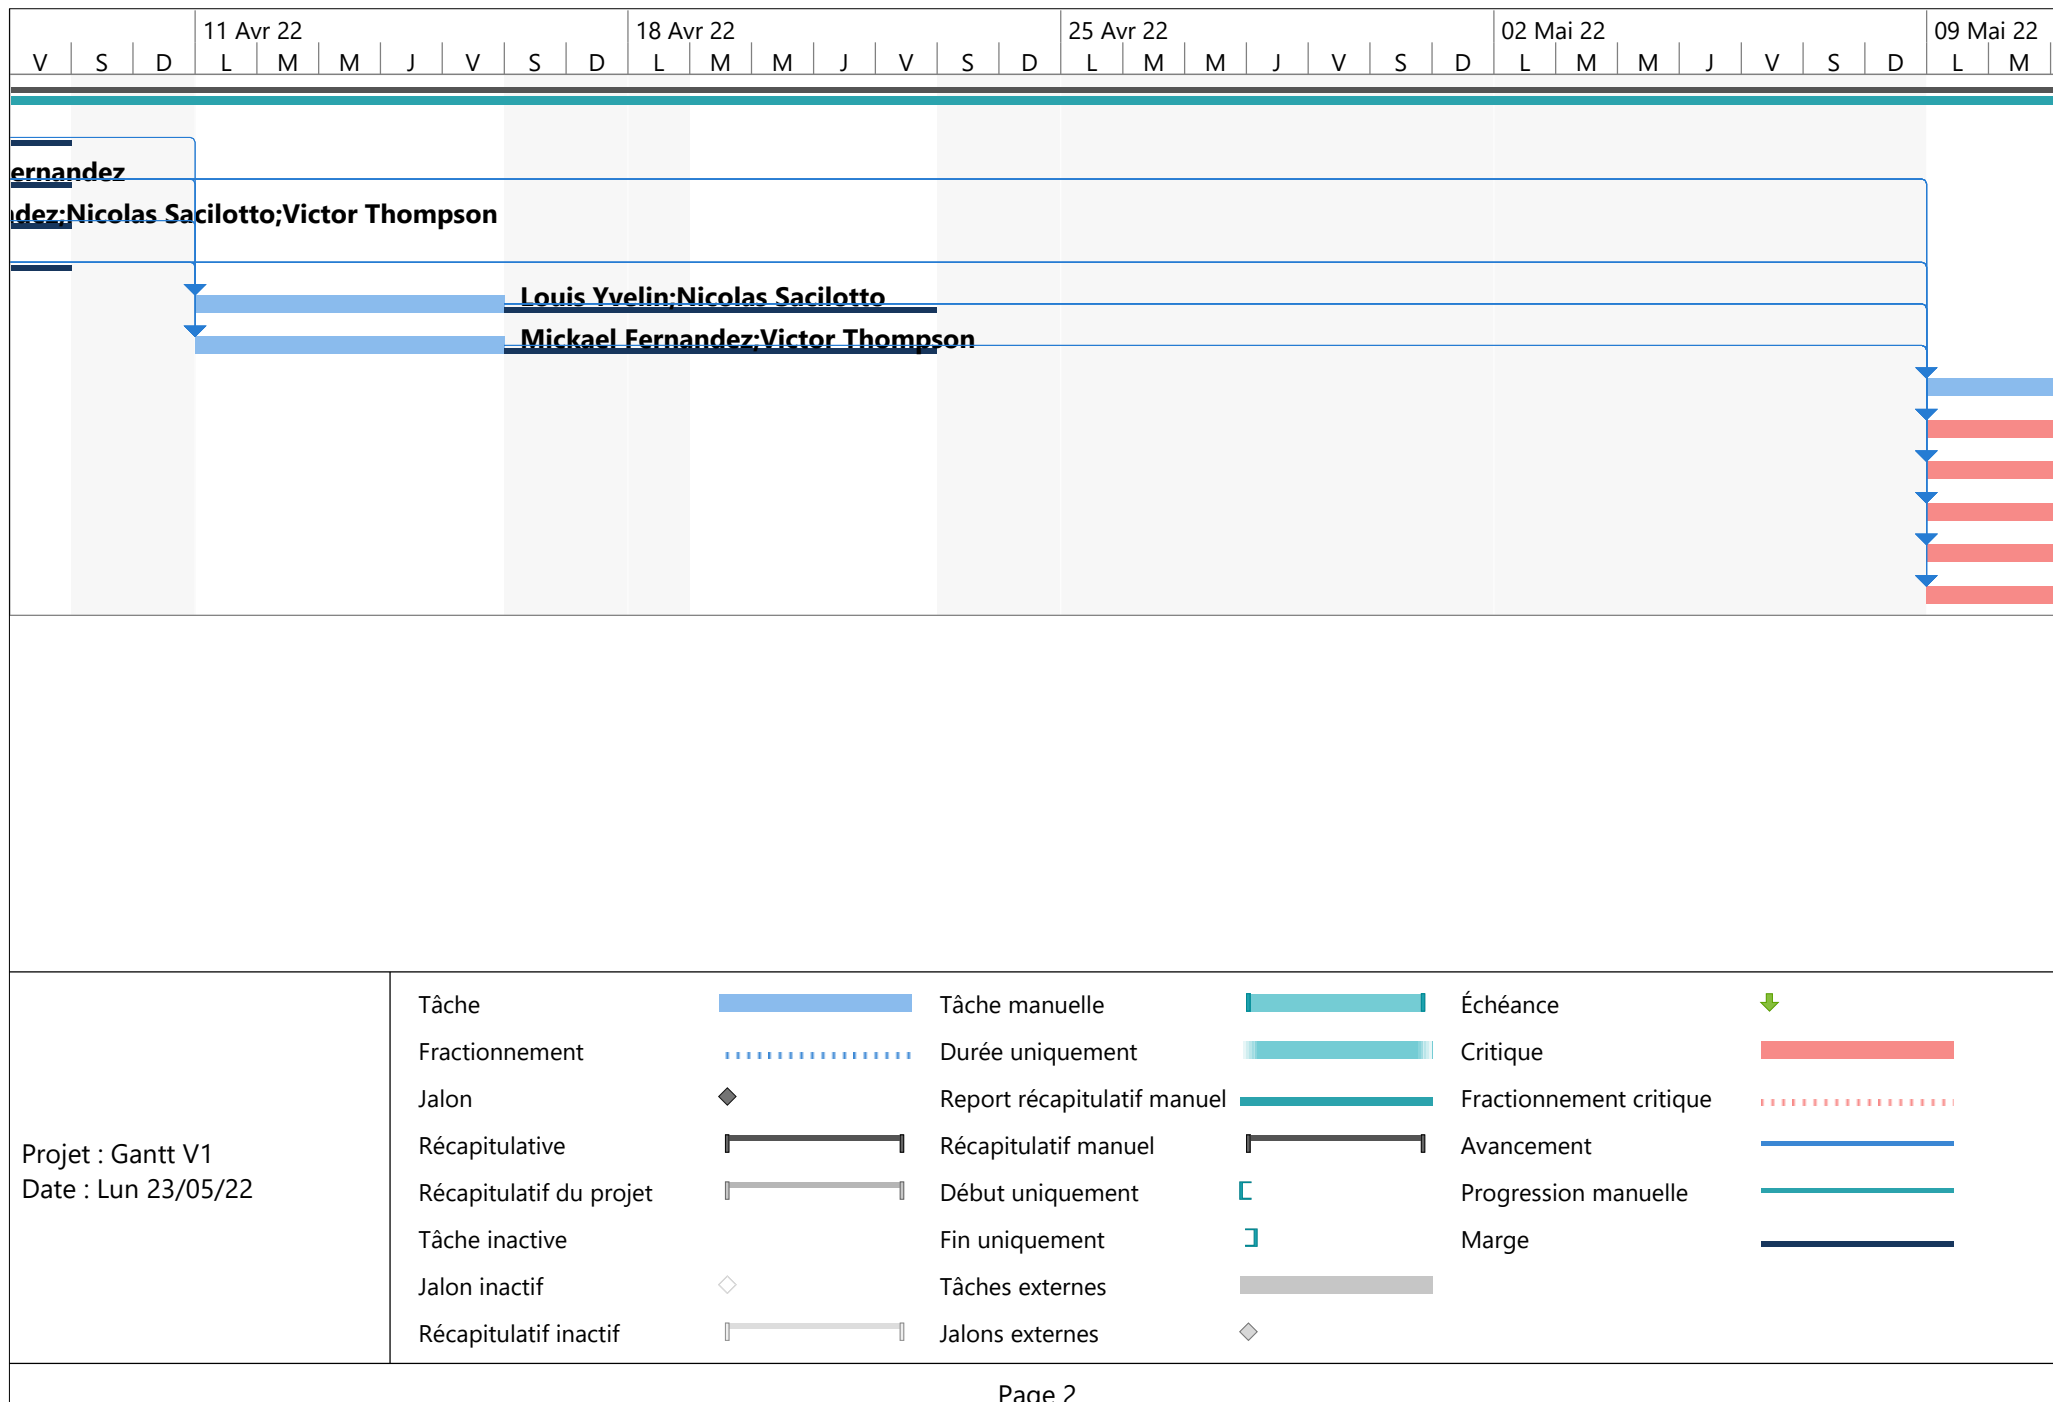 11 Avr 22 18 Avr 22 25 Avr 22 02 Mai 22 09 Mai 22
V S D L M M J V S D L M M J V S D L M M J V S D L M M J V S D L M
ernandez
dez;Nicolas Sacilotto;Victor Thompson
Louis Yvelin;Nicolas Sacilotto
Mickael Fernandez;Victor Thompson
Projet : Gantt V1
Date : Lun 23/05/22
Tâche
Fractionnement
Jalon
Récapitulative
Récapitulatif du projet
Tâche inactive
Jalon inactif
Récapitulatif inactif
Tâche manuelle
Durée uniquement
Report récapitulatif manuel
Récapitulatif manuel
Début uniquement
Fin uniquement
Tâches externes
Jalons externes
Échéance
Critique
Fractionnement critique
Avancement
Progression manuelle
Marge
Page 2